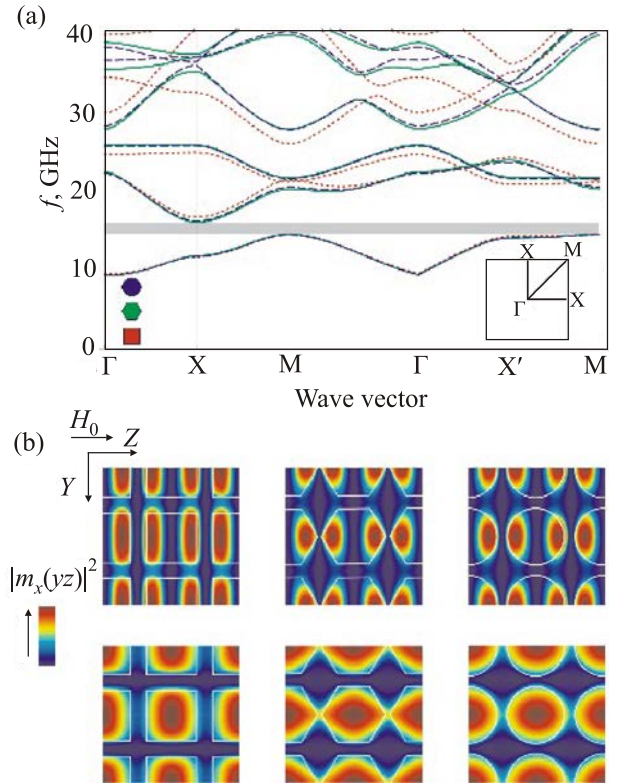 (a)
40
30
20
10
0
f, GHz
X
M
Γ
X
Γ
X
M
Γ
X′
M
Wave vector
(b)
H₀
Z
Y
|mₓ(yz)|²